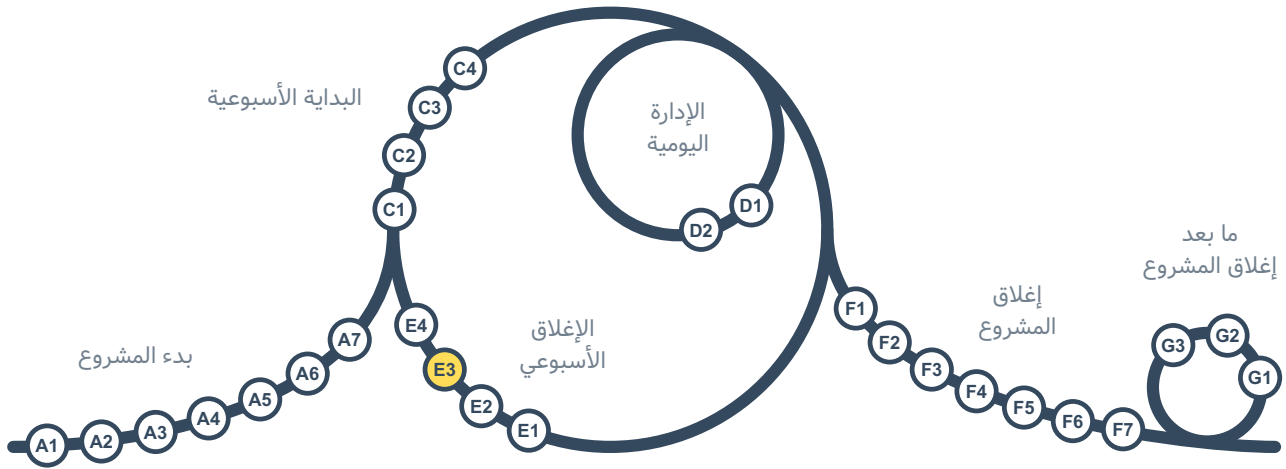 البداية الأسبوعية
الإدارة
اليومية
ما بعد
إغلاق المشروع
إغلاق
المشروع
الإغلاق
الأسبوعي
بدء المشروع
A1
A2
A3
A4
A5
A6
A7
C1
C2
C3
C4
D1
D2
E1
E2
E3
E4
F1
F2
F3
F4
F5
F6
F7
G1
G2
G3